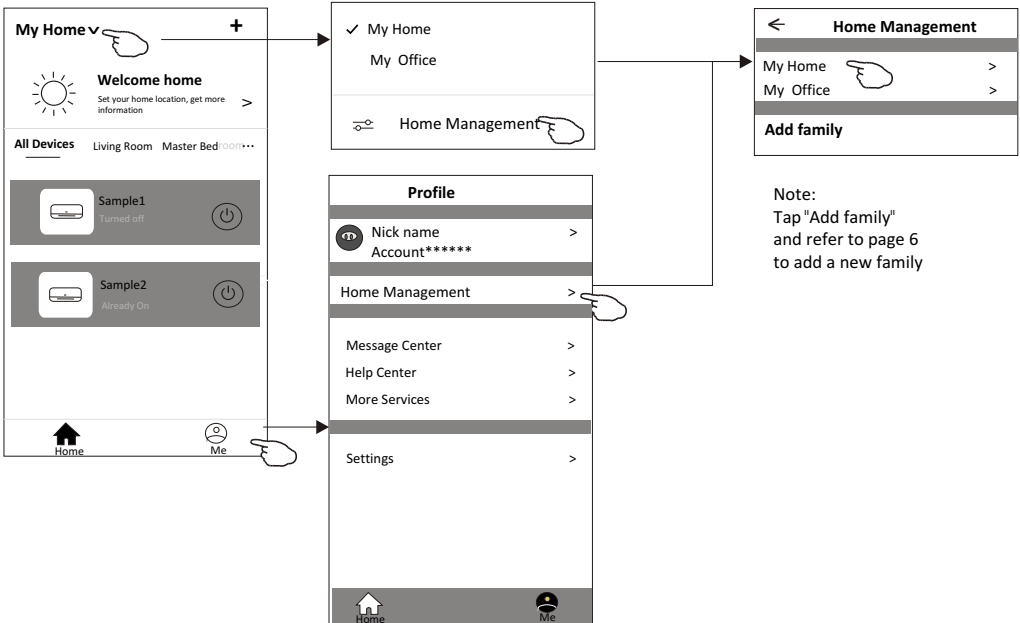 My Home
+
Welcome home
Set your home location, get more
information
>
All Devices Living Room Master Bedroom ...
Sample1
Turned off
Sample2
Already On
Home
Me
✓ My Home
My Office
Home Management
Profile
Nick name >
Account******
Home Management >
Message Center >
Help Center >
More Services >
Settings >
Home
Me
Home Management
My Home >
My Office >
Add family
Note:
Tap "Add family"
and refer to page 6
to add a new family